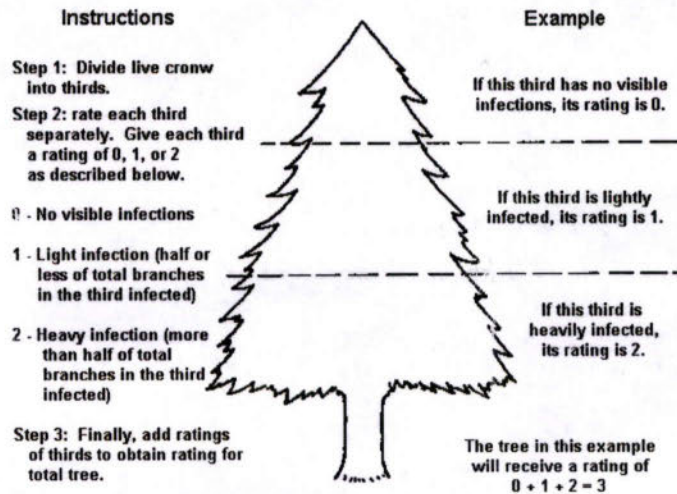 Instructions
Step 1: Divide live cronw
into thirds.
Step 2: rate each third
separately. Give each third
a rating of 0, 1, or 2
as described below.
0 - No visible infections
1 - Light infection (half or
less of total branches
in the third infected)
2 - Heavy infection (more
than half of total
branches in the third
infected)
Step 3: Finally, add ratings
of thirds to obtain rating for
total tree.
Example
If this third has no visible
infections, its rating is 0.
If this third is lightly
infected, its rating is 1.
If this third is
heavily infected,
its rating is 2.
The tree in this example
will receive a rating of
0 + 1 + 2 = 3